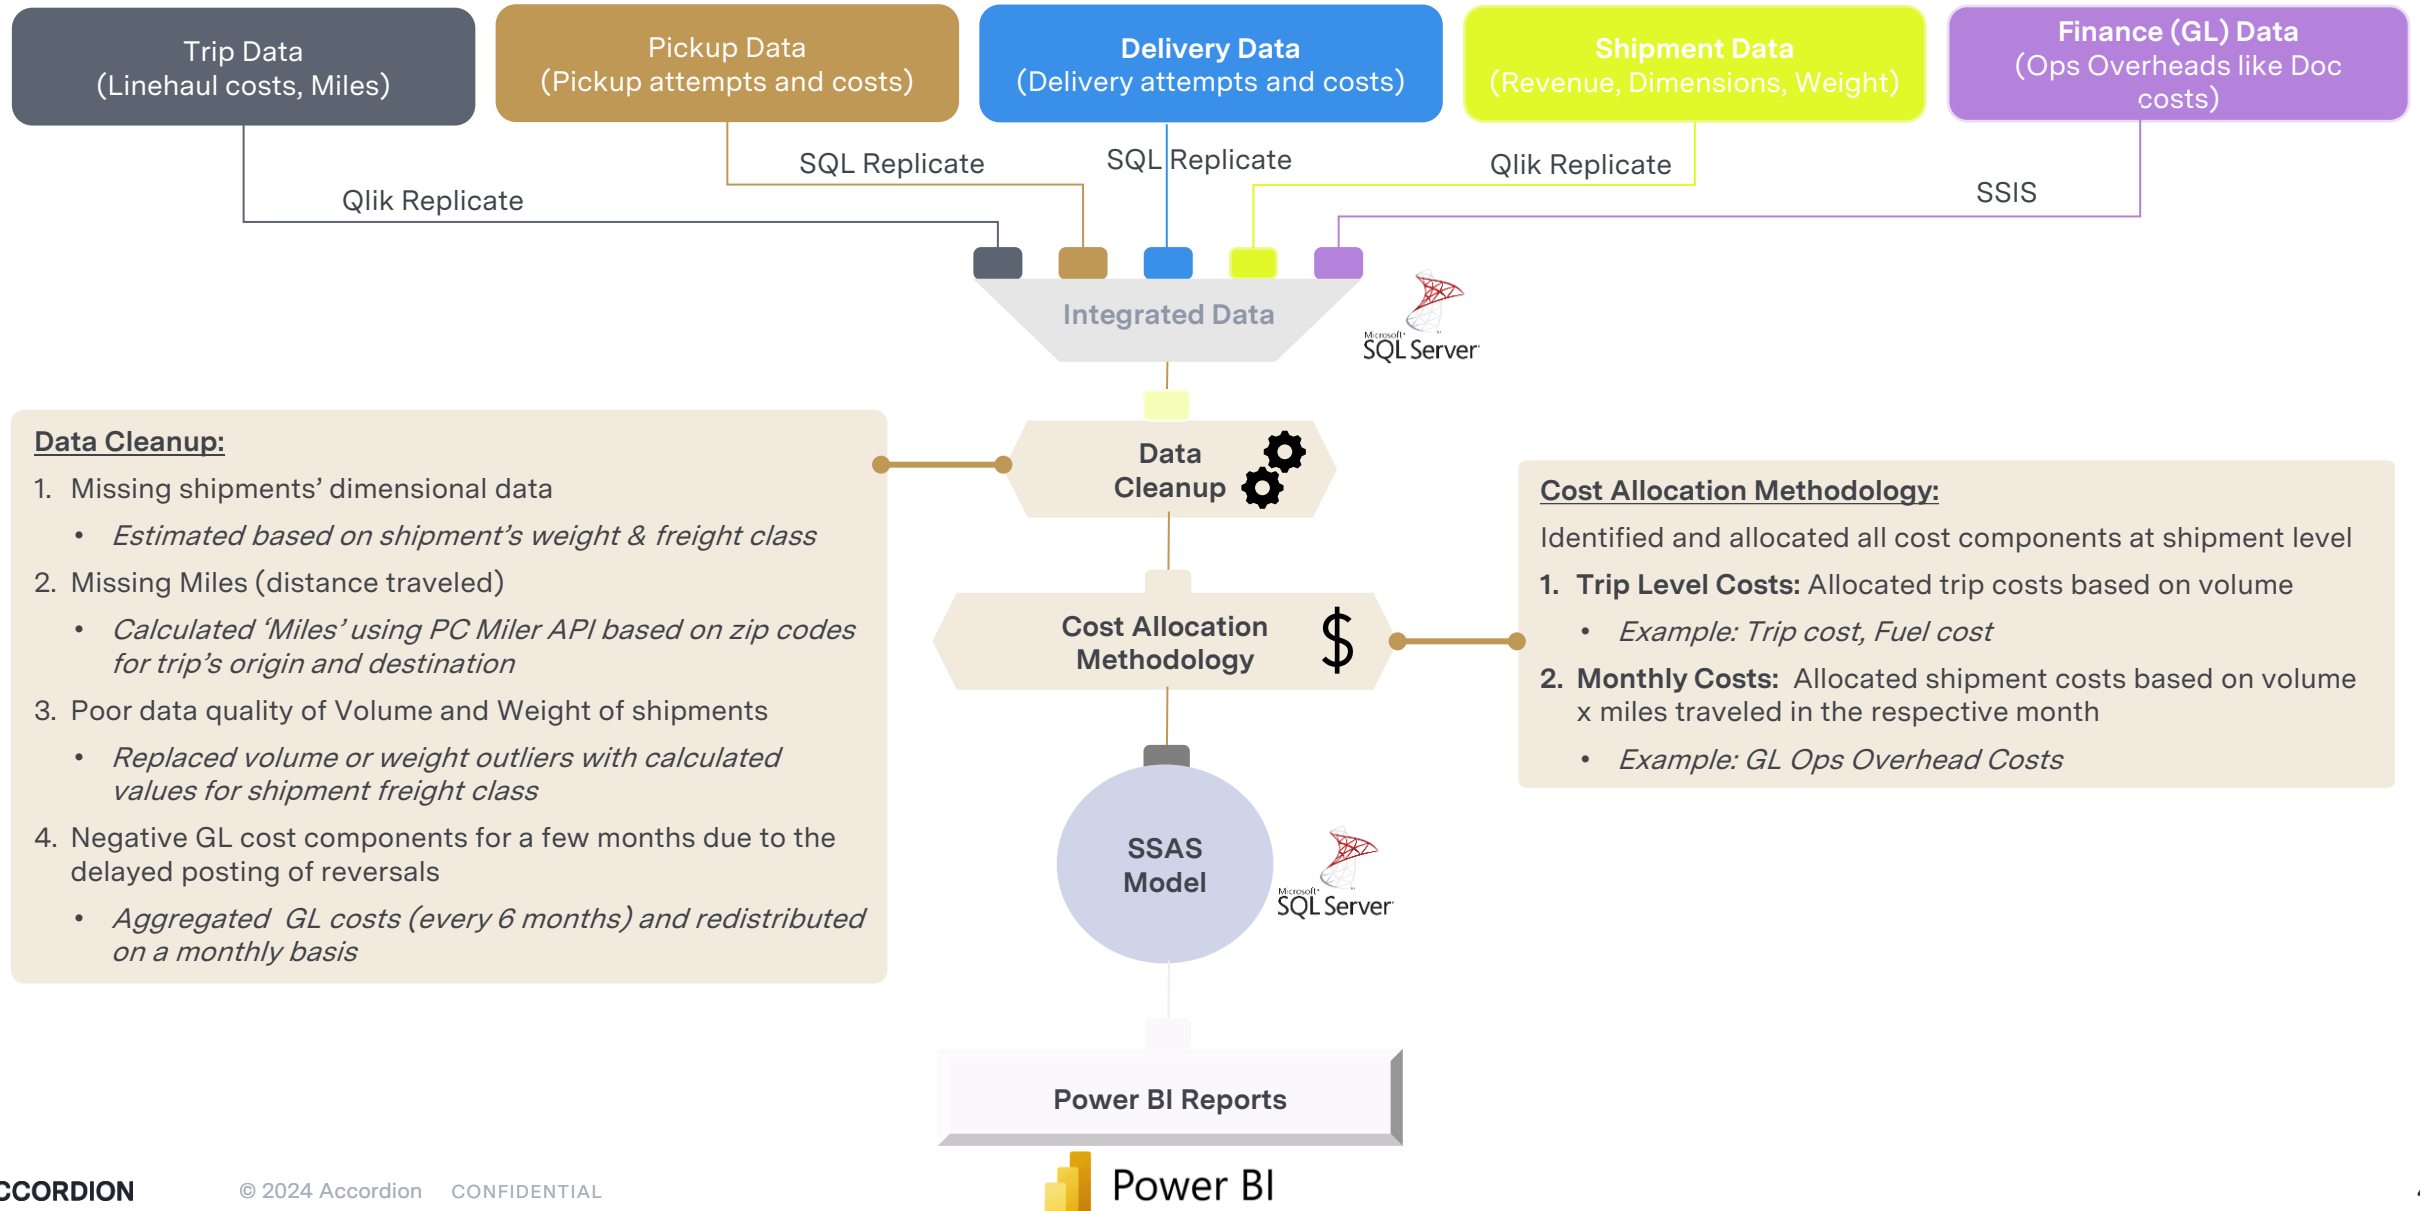 Trip Data
(Linehaul costs, Miles)
Pickup Data
(Pickup attempts and costs)
Delivery Data
(Delivery attempts and costs)
Shipment Data
(Revenue, Dimensions, Weight)
Finance (GL) Data
(Ops Overheads like Doc
costs)
Qlik Replicate
SQL Replicate
SQL Replicate
Qlik Replicate
SSIS
Integrated Data
Microsoft®
SQL Server
Data Cleanup:
1. Missing shipments’ dimensional data
• Estimated based on shipment’s weight & freight class
2. Missing Miles (distance traveled)
• Calculated ‘Miles’ using PC Miler API based on zip codes
for trip’s origin and destination
3. Poor data quality of Volume and Weight of shipments
• Replaced volume or weight outliers with calculated
values for shipment freight class
4. Negative GL cost components for a few months due to the
delayed posting of reversals
• Aggregated GL costs (every 6 months) and redistributed
on a monthly basis
Data
Cleanup
Cost Allocation
Methodology
$
Cost Allocation Methodology:
Identified and allocated all cost components at shipment level
1. Trip Level Costs: Allocated trip costs based on volume
• Example: Trip cost, Fuel cost
2. Monthly Costs: Allocated shipment costs based on volume
x miles traveled in the respective month
• Example: GL Ops Overhead Costs
SSAS
Model
Microsoft®
SQL Server
Power BI Reports
Power BI
CCORDION
© 2024 Accordion CONFIDENTIAL